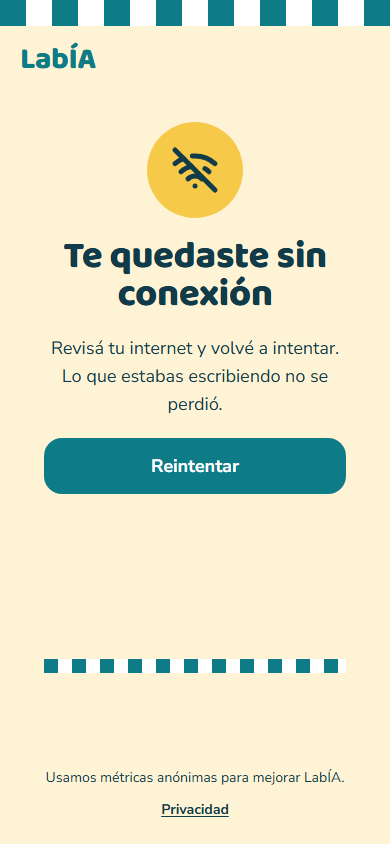 LabÍA
Te quedaste sin
conexión
Revisá tu internet y volvé a intentar.
Lo que estabas escribiendo no se
perdió.
Reintentar
Usamos métricas anónimas para mejorar LabÍA.
Privacidad